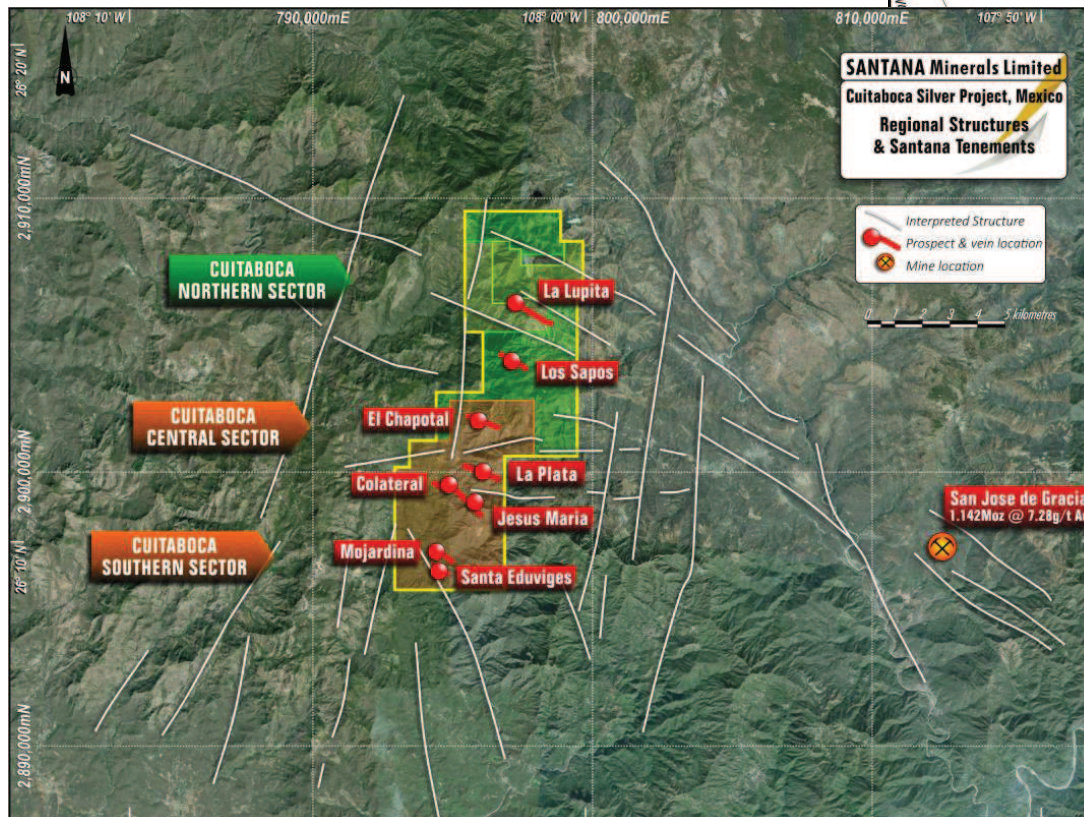 108° 10' W
790,000mE
108° 00' W
800,000mE
810,000mE
107° 50' W
26° 20' N
2,910,000mN
2,900,000mN
26° 10' N
2,890,000mN
N
SANTANA Minerals Limited
Cuitaboca Silver Project, Mexico
Regional Structures
& Santana Tenements
Interpreted Structure
Prospect & vein location
Mine location
0
5 kilometres
CUITABOCA
NORTHERN SECTOR
CUITABOCA
CENTRAL SECTOR
CUITABOCA
SOUTHERN SECTOR
La Lupita
Los Sapos
El Chapotal
La Plata
Colateral
Jesus Maria
Mojardina
Santa Eduviges
San Jose de Gracia
1.142Moz @ 7.28g/t A